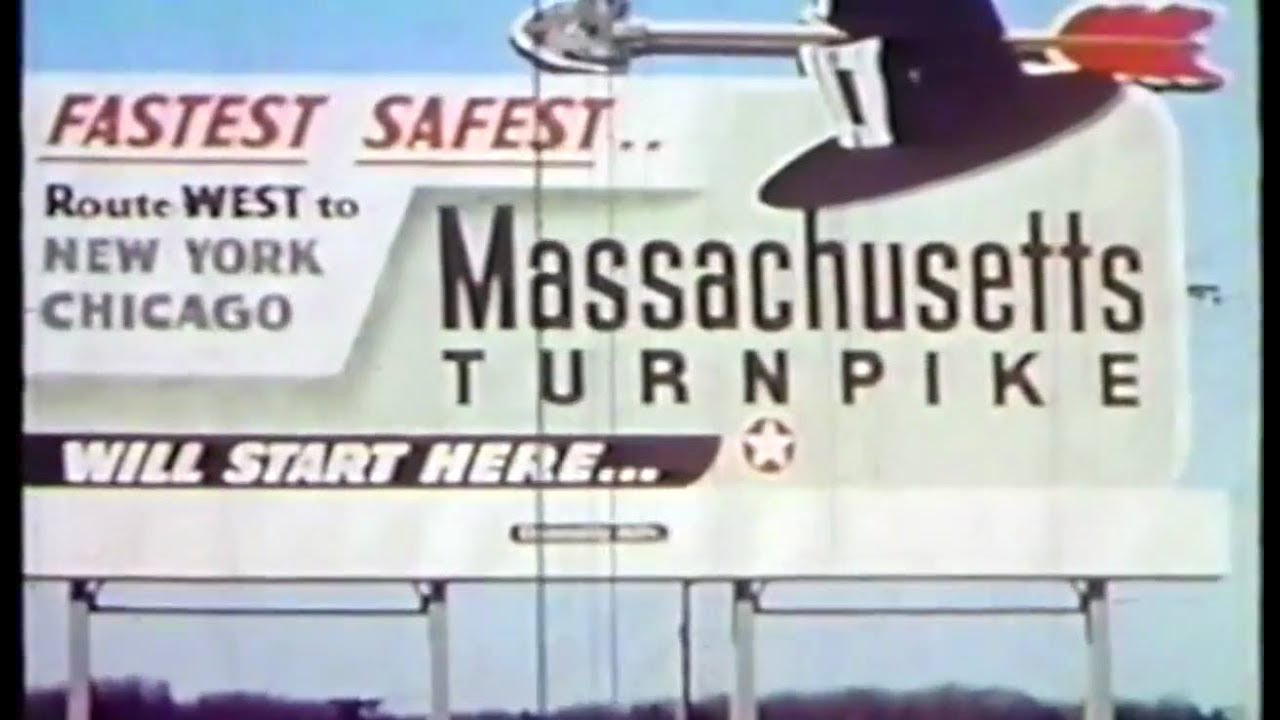 FASTEST SAFEST..
Route WEST to
NEW YORK
CHICAGO
Massachusetts
TURNPIKE
WILL START HERE...